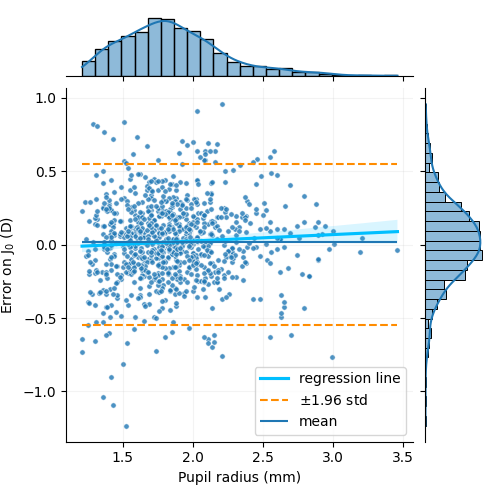 1.0
0.5
0.0
−0.5
−1.0
Error on J₀ (D)
regression line
±1.96 std
mean
1.5 2.0 2.5 3.0 3.5
Pupil radius (mm)